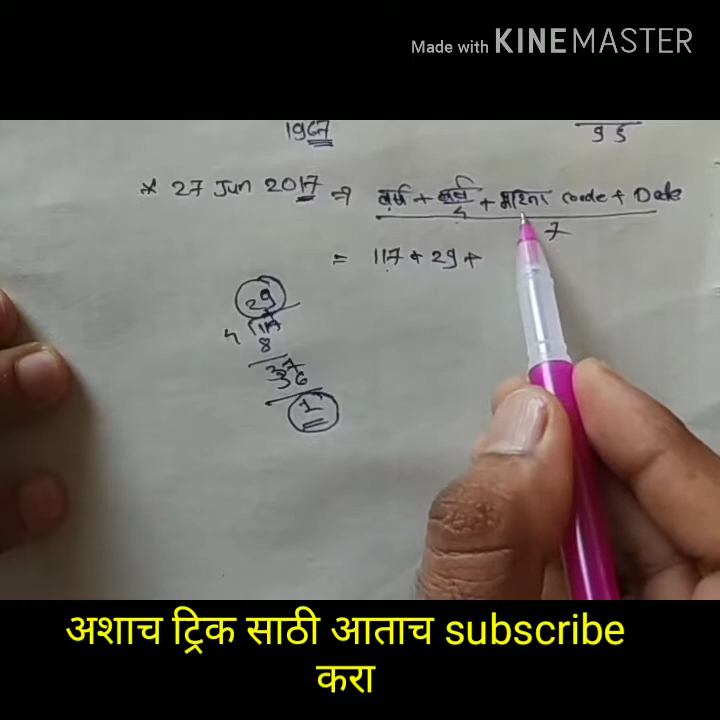 Made with KINEMASTER
1967
* 27 Jun 2017 => वर्ष + वर्ष/4 + महिना code + Date
7
= 117 + 29 +
29
4 117
8
37
36
1
अशाच ट्रिक साठी आताच subscribe
करा